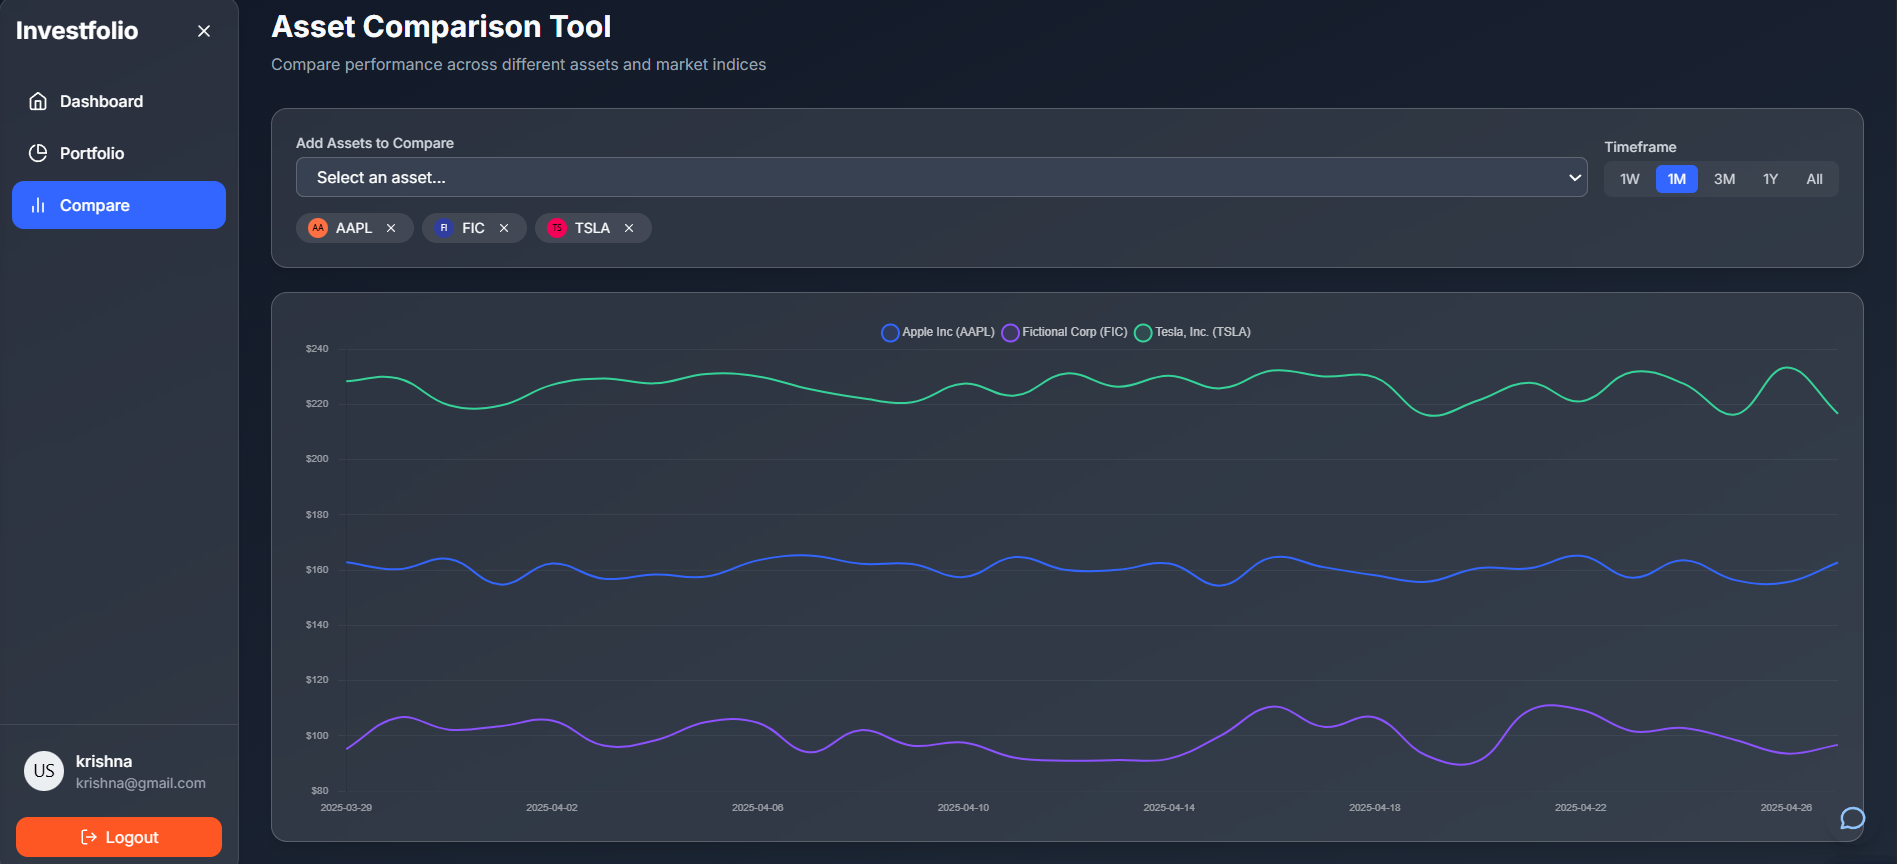 Investfolio
Dashboard
Portfolio
Compare
krishna
krishna@gmail.com
US
Logout
Asset Comparison Tool
Compare performance across different assets and market indices
Add Assets to Compare
Select an asset...
AA AAPL
FI FIC
TS TSLA
Timeframe
1W 1M 3M 1Y All
Apple Inc (AAPL) Fictional Corp (FIC) Tesla, Inc. (TSLA)
$240
$220
$200
$180
$160
$140
$120
$100
$80
2025-03-29 2025-04-02 2025-04-06 2025-04-10 2025-04-14 2025-04-18 2025-04-22 2025-04-26